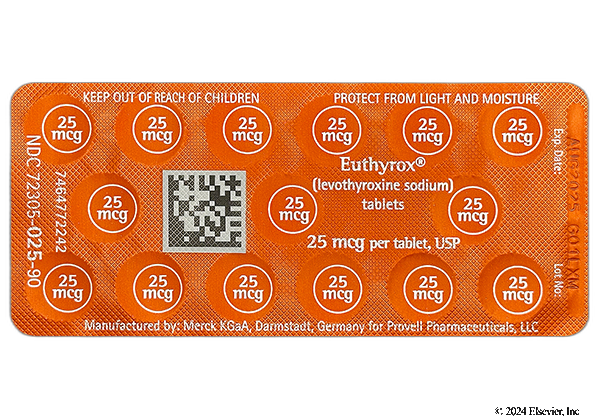 KEEP OUT OF REACH OF CHILDREN PROTECT FROM LIGHT AND MOISTURE
25 mcg
25 mcg
25 mcg
25 mcg
25 mcg
25 mcg
Euthyrox®
(levothyroxine sodium)
tablets
25 mcg
25 mcg
25 mcg
25 mcg per tablet, USP
25 mcg
25 mcg
25 mcg
25 mcg
25 mcg
25 mcg
Manufactured by: Merck KGaA, Darmstadt, Germany for Provell Pharmaceuticals, LLC
NDC 72305-025-90
Exp. Date:
Lot No:
© 2024 Elsevier, Inc